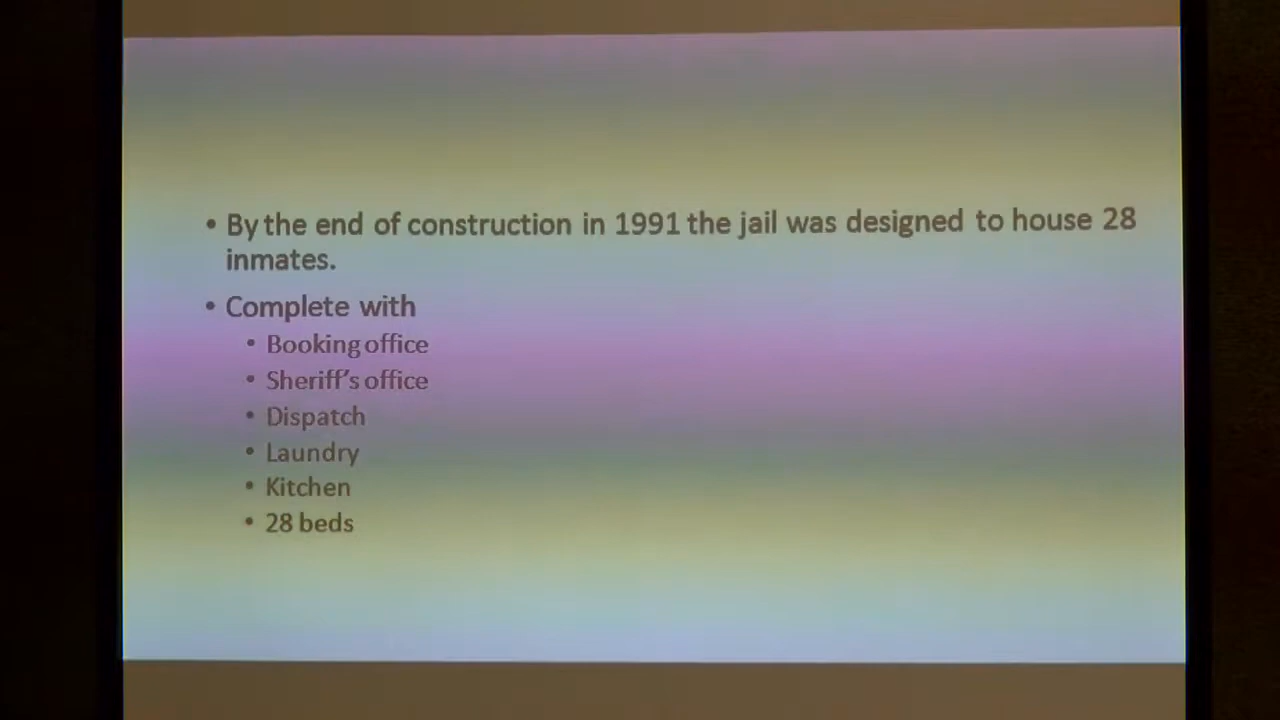 • By the end of construction in 1991 the jail was designed to house 28
inmates.
• Complete with
• Booking office
• Sheriff's office
• Dispatch
• Laundry
• Kitchen
• 28 beds